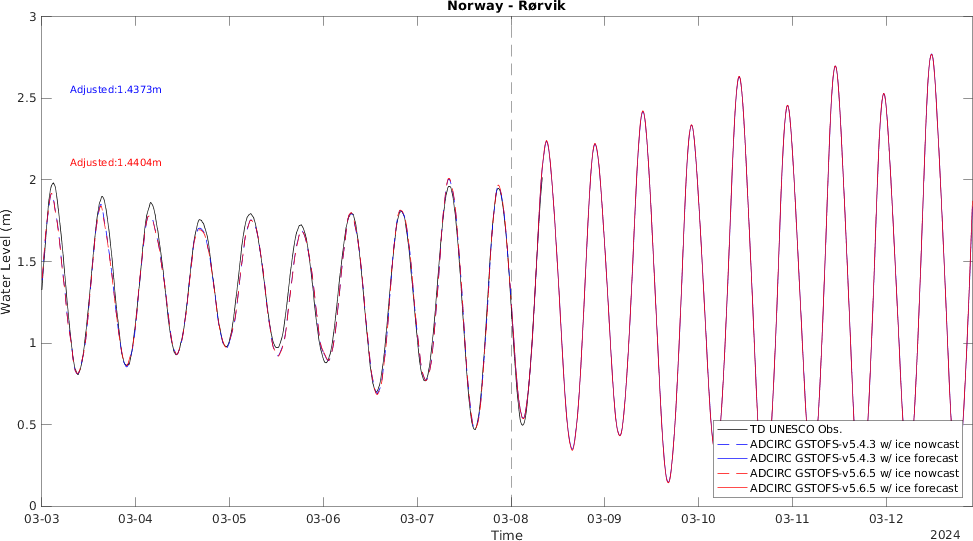 Norway - Rørvik
3
2.5
2
1.5
1
0.5
0
Water Level (m)
Adjusted:1.4373m
Adjusted:1.4404m
TD UNESCO Obs.
ADCIRC GSTOFS-v5.4.3 w/ ice nowcast
ADCIRC GSTOFS-v5.4.3 w/ ice forecast
ADCIRC GSTOFS-v5.6.5 w/ ice nowcast
ADCIRC GSTOFS-v5.6.5 w/ ice forecast
03-03 03-04 03-05 03-06 03-07 03-08 03-09 03-10 03-11 03-12
Time
2024